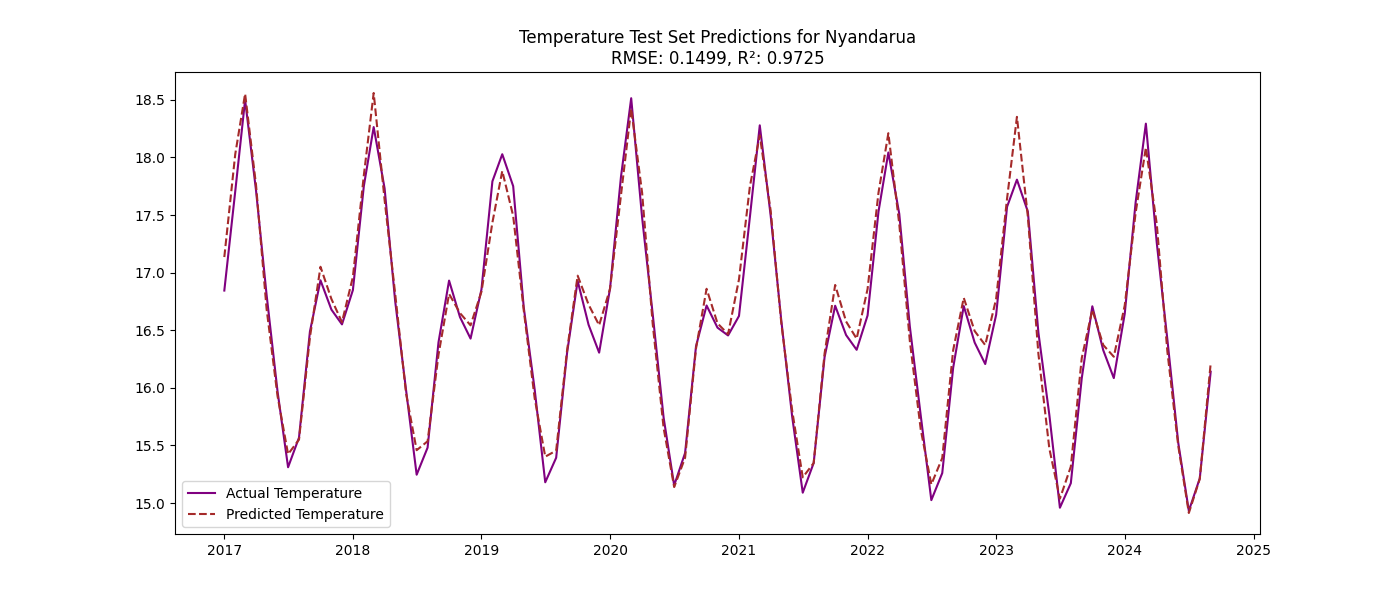 Temperature Test Set Predictions for Nyandarua
RMSE: 0.1499, R²: 0.9725
18.5
18.0
17.5
17.0
16.5
16.0
15.5
15.0
Actual Temperature
Predicted Temperature
2017 2018 2019 2020 2021 2022 2023 2024 2025